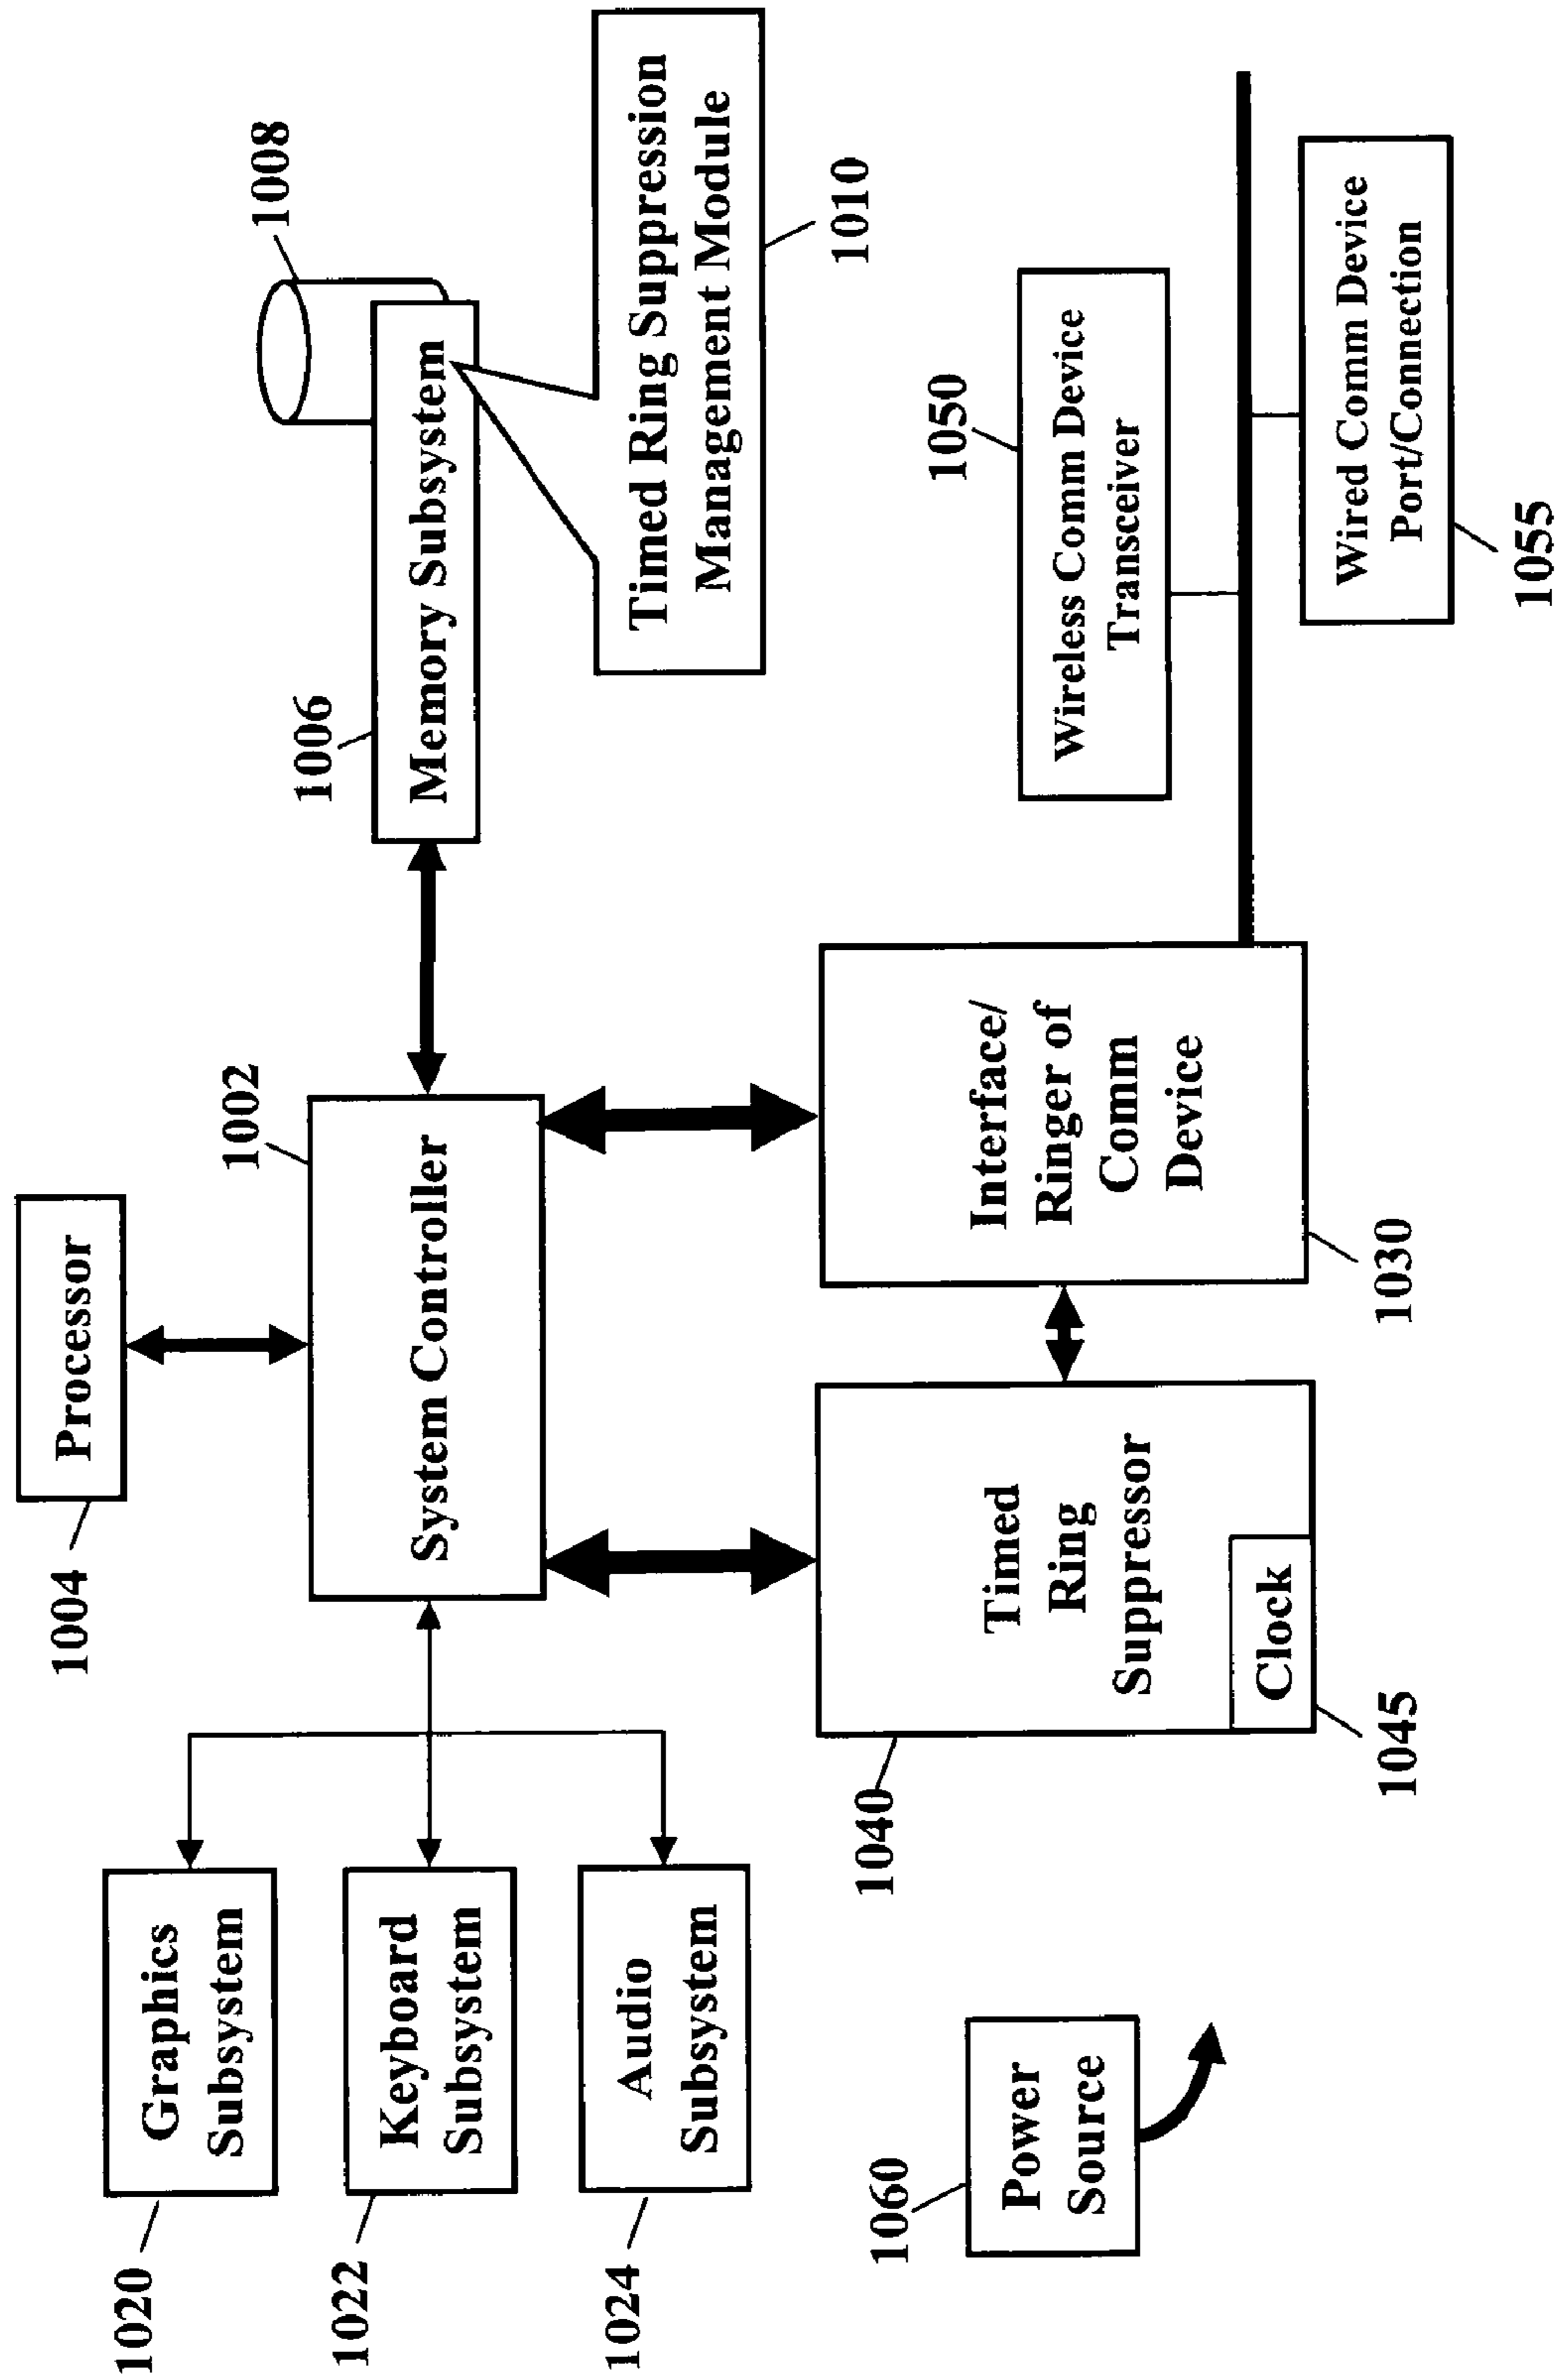 1004
Processor
1002
1008
1006
Memory Subsystem
Timed Ring Suppression
Management Module
1010
System Controller
1020
Graphics
Subsystem
1022
Keyboard
Subsystem
1024
Audio
Subsystem
1040
Timed
Ring
Suppressor
Clock
1045
Interface/
Ringer of
Comm
Device
1030
1050
Wireless Comm Device
Transceiver
Wired Comm Device
Port/Connection
1055
1060
Power
Source